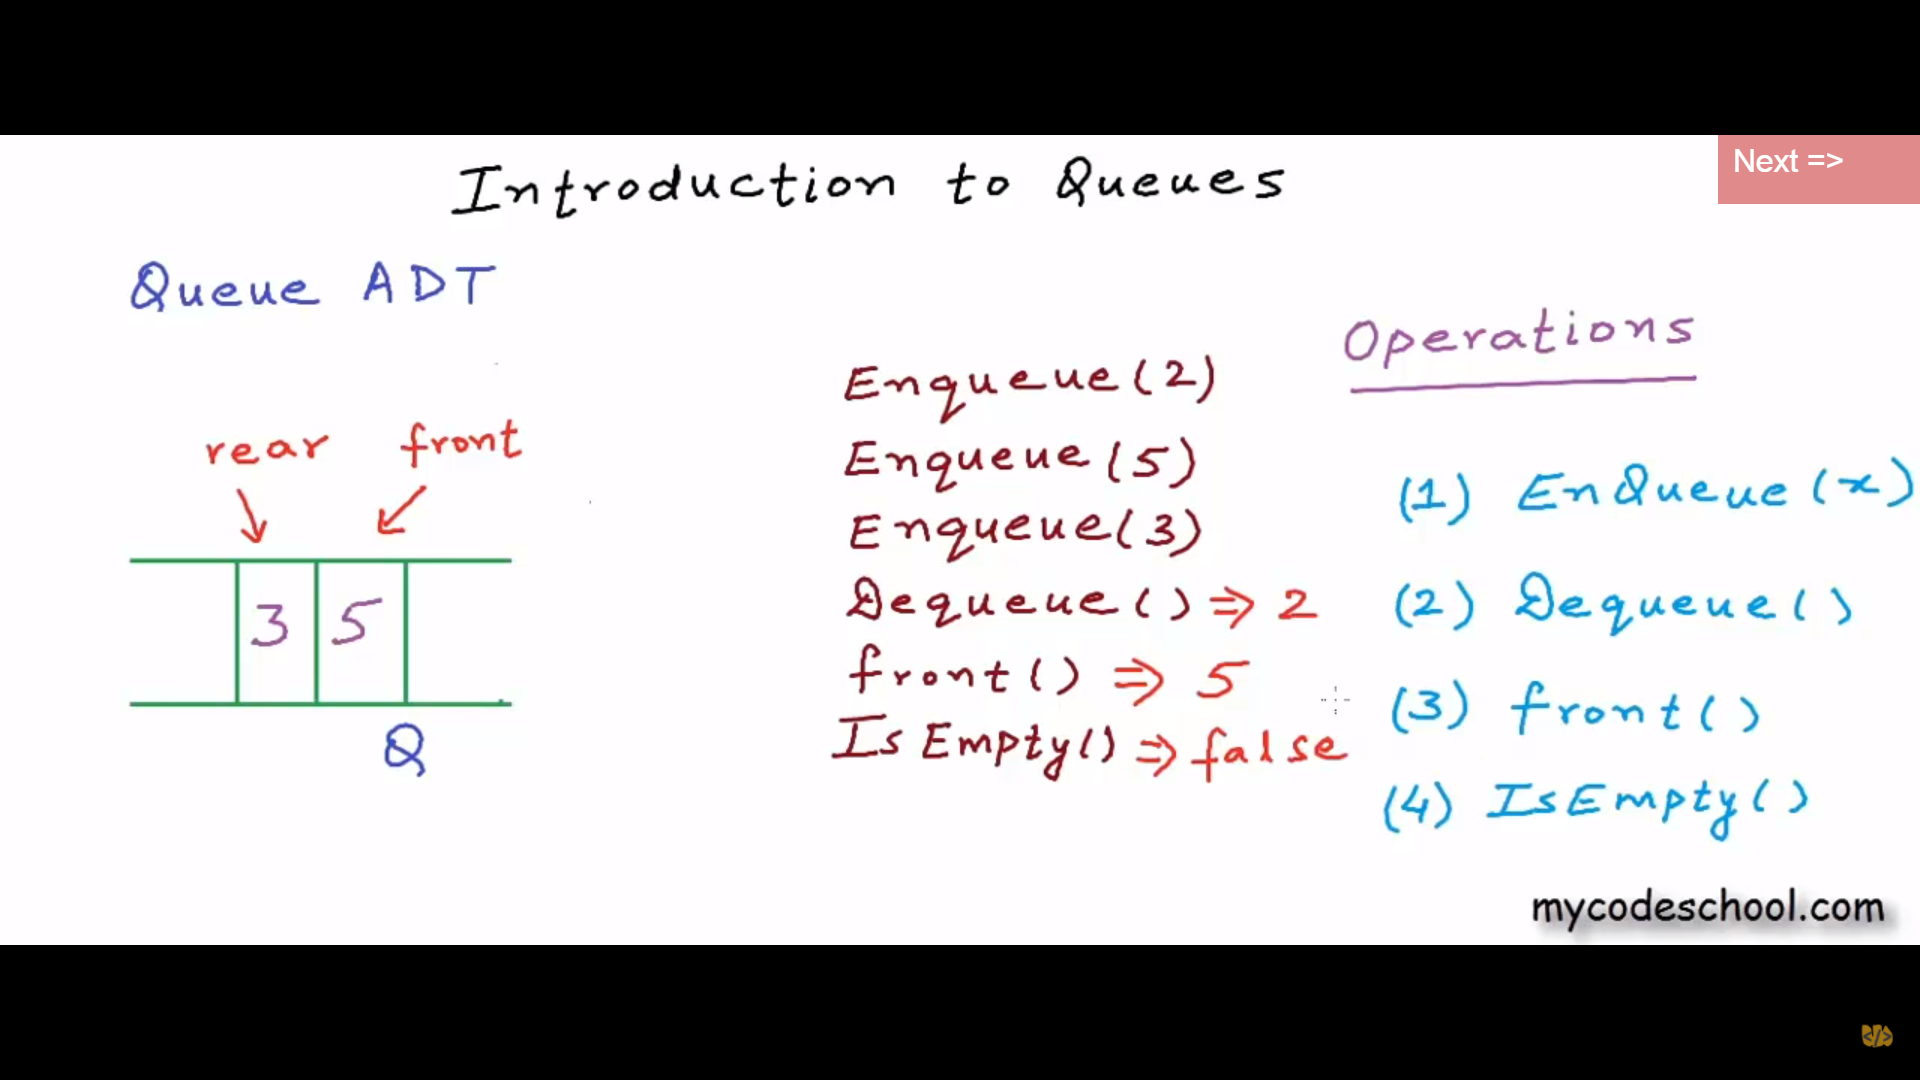 Next =>
Introduction to Queues
Queue ADT
rear front
3 5
Q
Enqueue(2)
Enqueue(5)
Enqueue(3)
Dequeue() => 2
front() => 5
IsEmpty() => false
Operations
(1) EnQueue(x)
(2) Dequeue()
(3) front()
(4) IsEmpty()
mycodeschool.com